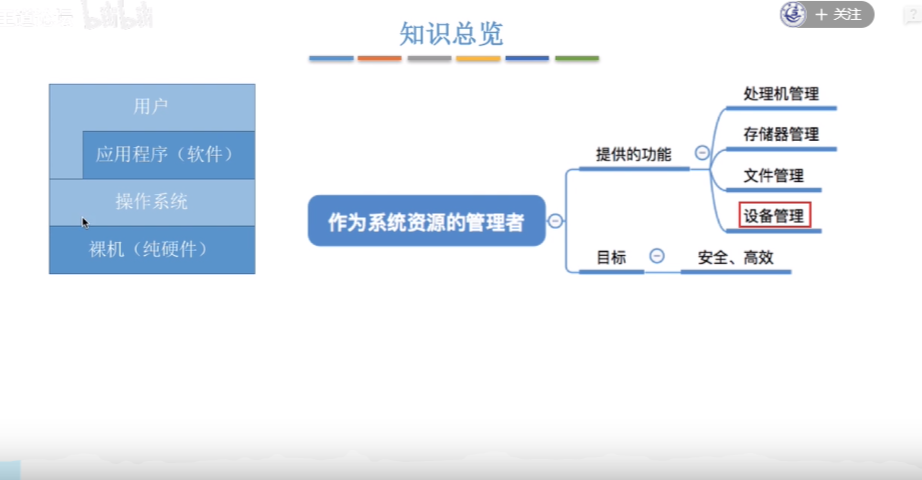 + 关注
知识总览
用户
应用程序（软件）
操作系统
裸机（纯硬件）
作为系统资源的管理者
提供的功能
处理机管理
存储器管理
文件管理
设备管理
目标
安全、高效